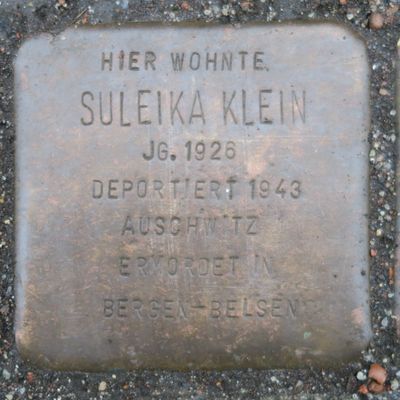 HIER WOHNTE
SULEIKA KLEIN
JG. 1926
DEPORTIERT 1943
AUSCHWITZ
ERMORDET IN
BERGEN-BELSEN